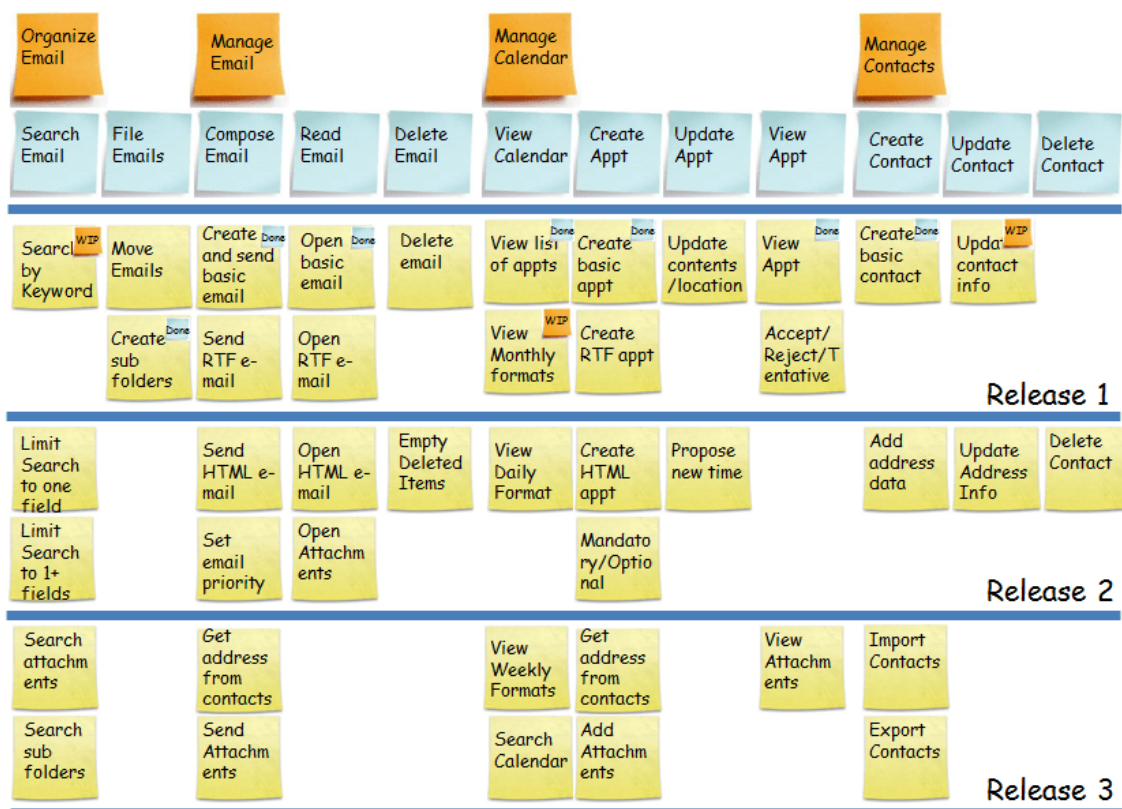 Organize
Email
Manage
Email
Manage
Calendar
Manage
Contacts
Search
Email
File
Emails
Compose
Email
Read
Email
Delete
Email
View
Calendar
Create
Appt
Update
Appt
View
Appt
Create
Contact
Update
Contact
Delete
Contact
Search
WIP
by
Keyword
Move
Emails
Create
Done
and send
basic
email
Open
Done
basic
email
Delete
email
View list
Done
of appts
Create
Done
basic
appt
Update
contents
/location
View
Done
Appt
Create
Done
basic
contact
Update
WIP
contact
info
Create
Done
sub
folders
Send
RTF e-
mail
Open
RTF e-
mail
View
WIP
Monthly
formats
Create
RTF appt
Accept/
Reject/T
entative
Release 1
Limit
Search
to one
field
Send
HTML e-
mail
Open
HTML e-
mail
Empty
Deleted
Items
View
Daily
Format
Create
HTML
appt
Propose
new time
Add
address
data
Update
Address
Info
Delete
Contact
Limit
Search
to 1+
fields
Set
email
priority
Open
Attachm
ents
Mandato
ry/Optio
nal
Release 2
Search
attachm
ents
Get
address
from
contacts
View
Weekly
Formats
Get
address
from
contacts
View
Attachm
ents
Import
Contacts
Search
sub
folders
Send
Attachm
ents
Search
Calendar
Add
Attachm
ents
Export
Contacts
Release 3